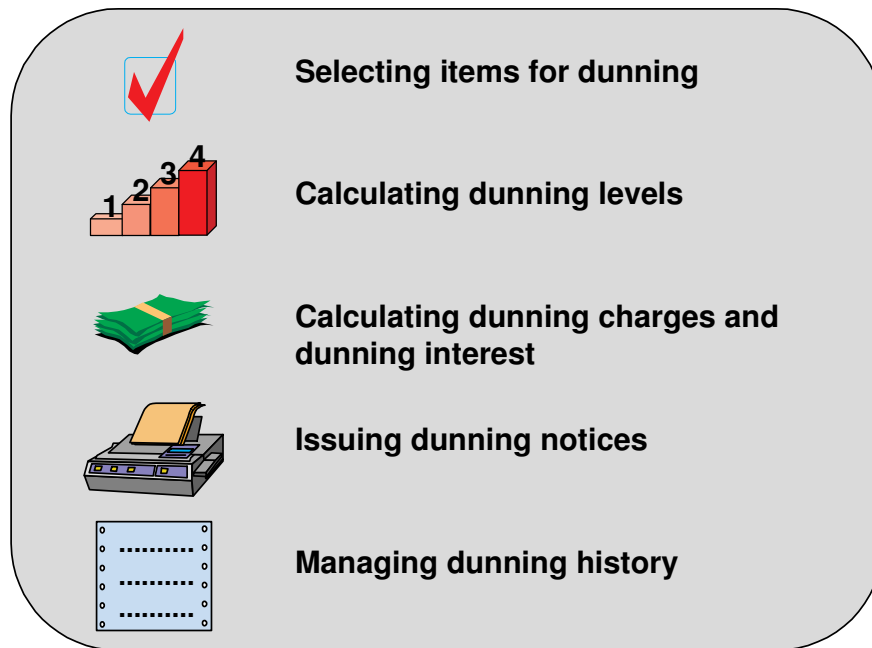 Selecting items for dunning
1 2 3 4
Calculating dunning levels
Calculating dunning charges and
dunning interest
Issuing dunning notices
Managing dunning history